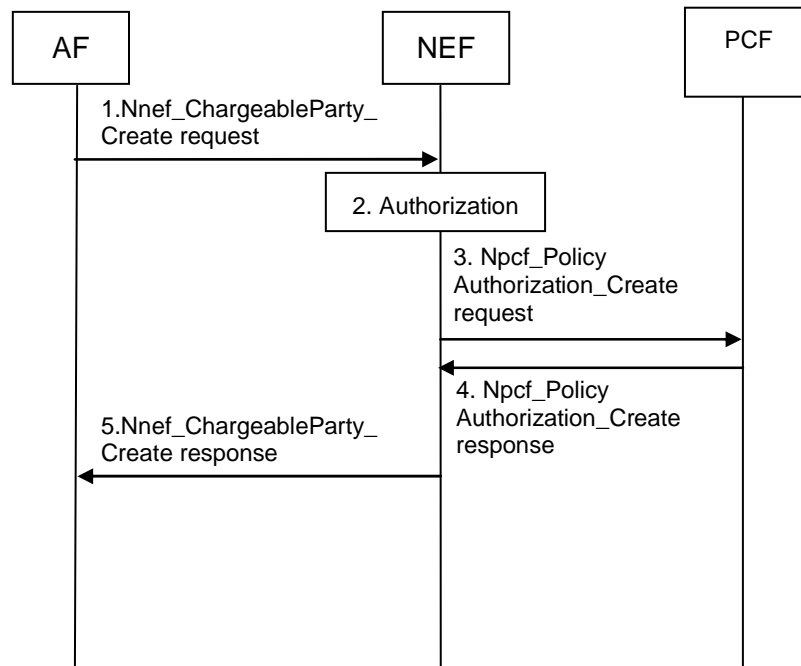 AF
NEF
PCF
1.Nnef_ChargeableParty_
Create request
2. Authorization
3. Npcf_Policy
Authorization_Create
request
4. Npcf_Policy
Authorization_Create
response
5.Nnef_ChargeableParty_
Create response